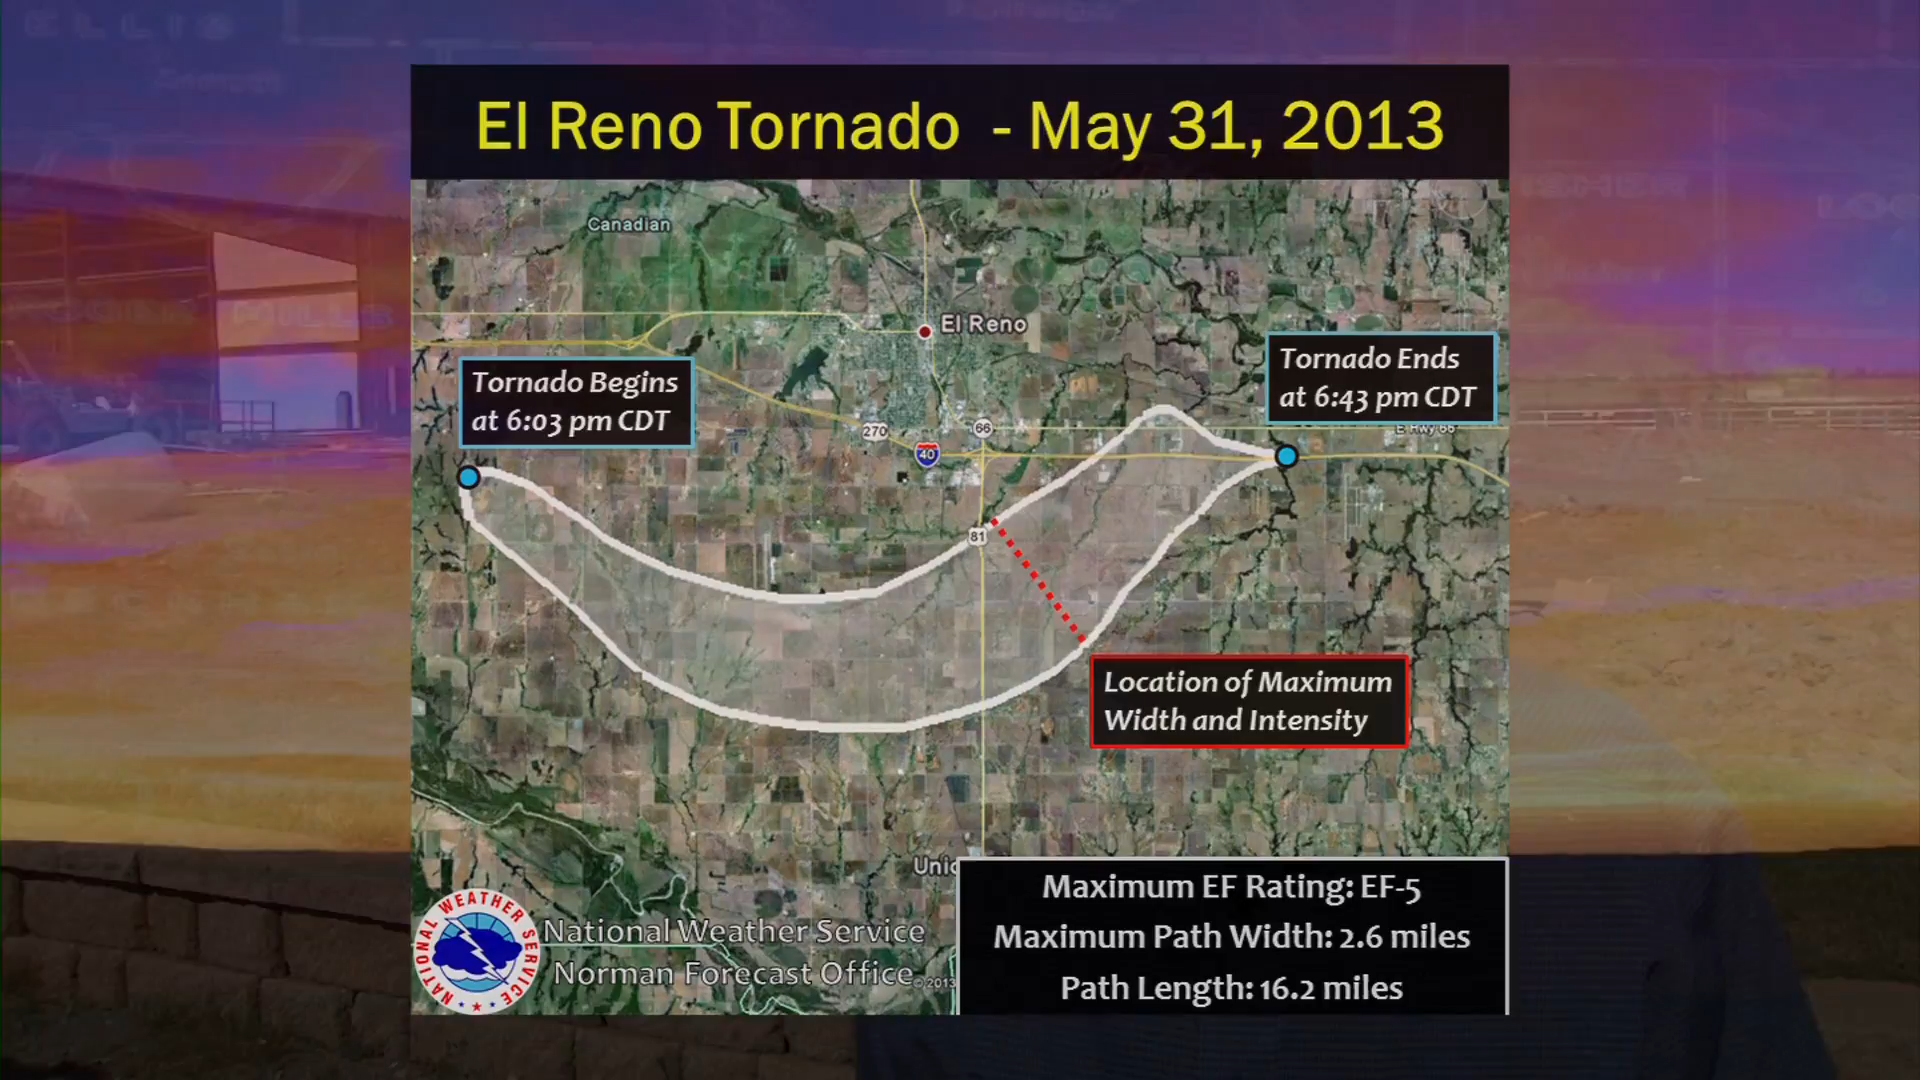 ELLIS
El Reno Tornado - May 31, 2013
Canadian
El Reno
Tornado Begins
at 6:03 pm CDT
Tornado Ends
at 6:43 pm CDT
270
66
E Hwy 66
40
81
Location of Maximum
Width and Intensity
Maximum EF Rating: EF-5
Maximum Path Width: 2.6 miles
Path Length: 16.2 miles
NATIONAL WEATHER SERVICE
National Weather Service
Norman Forecast Office © 2013